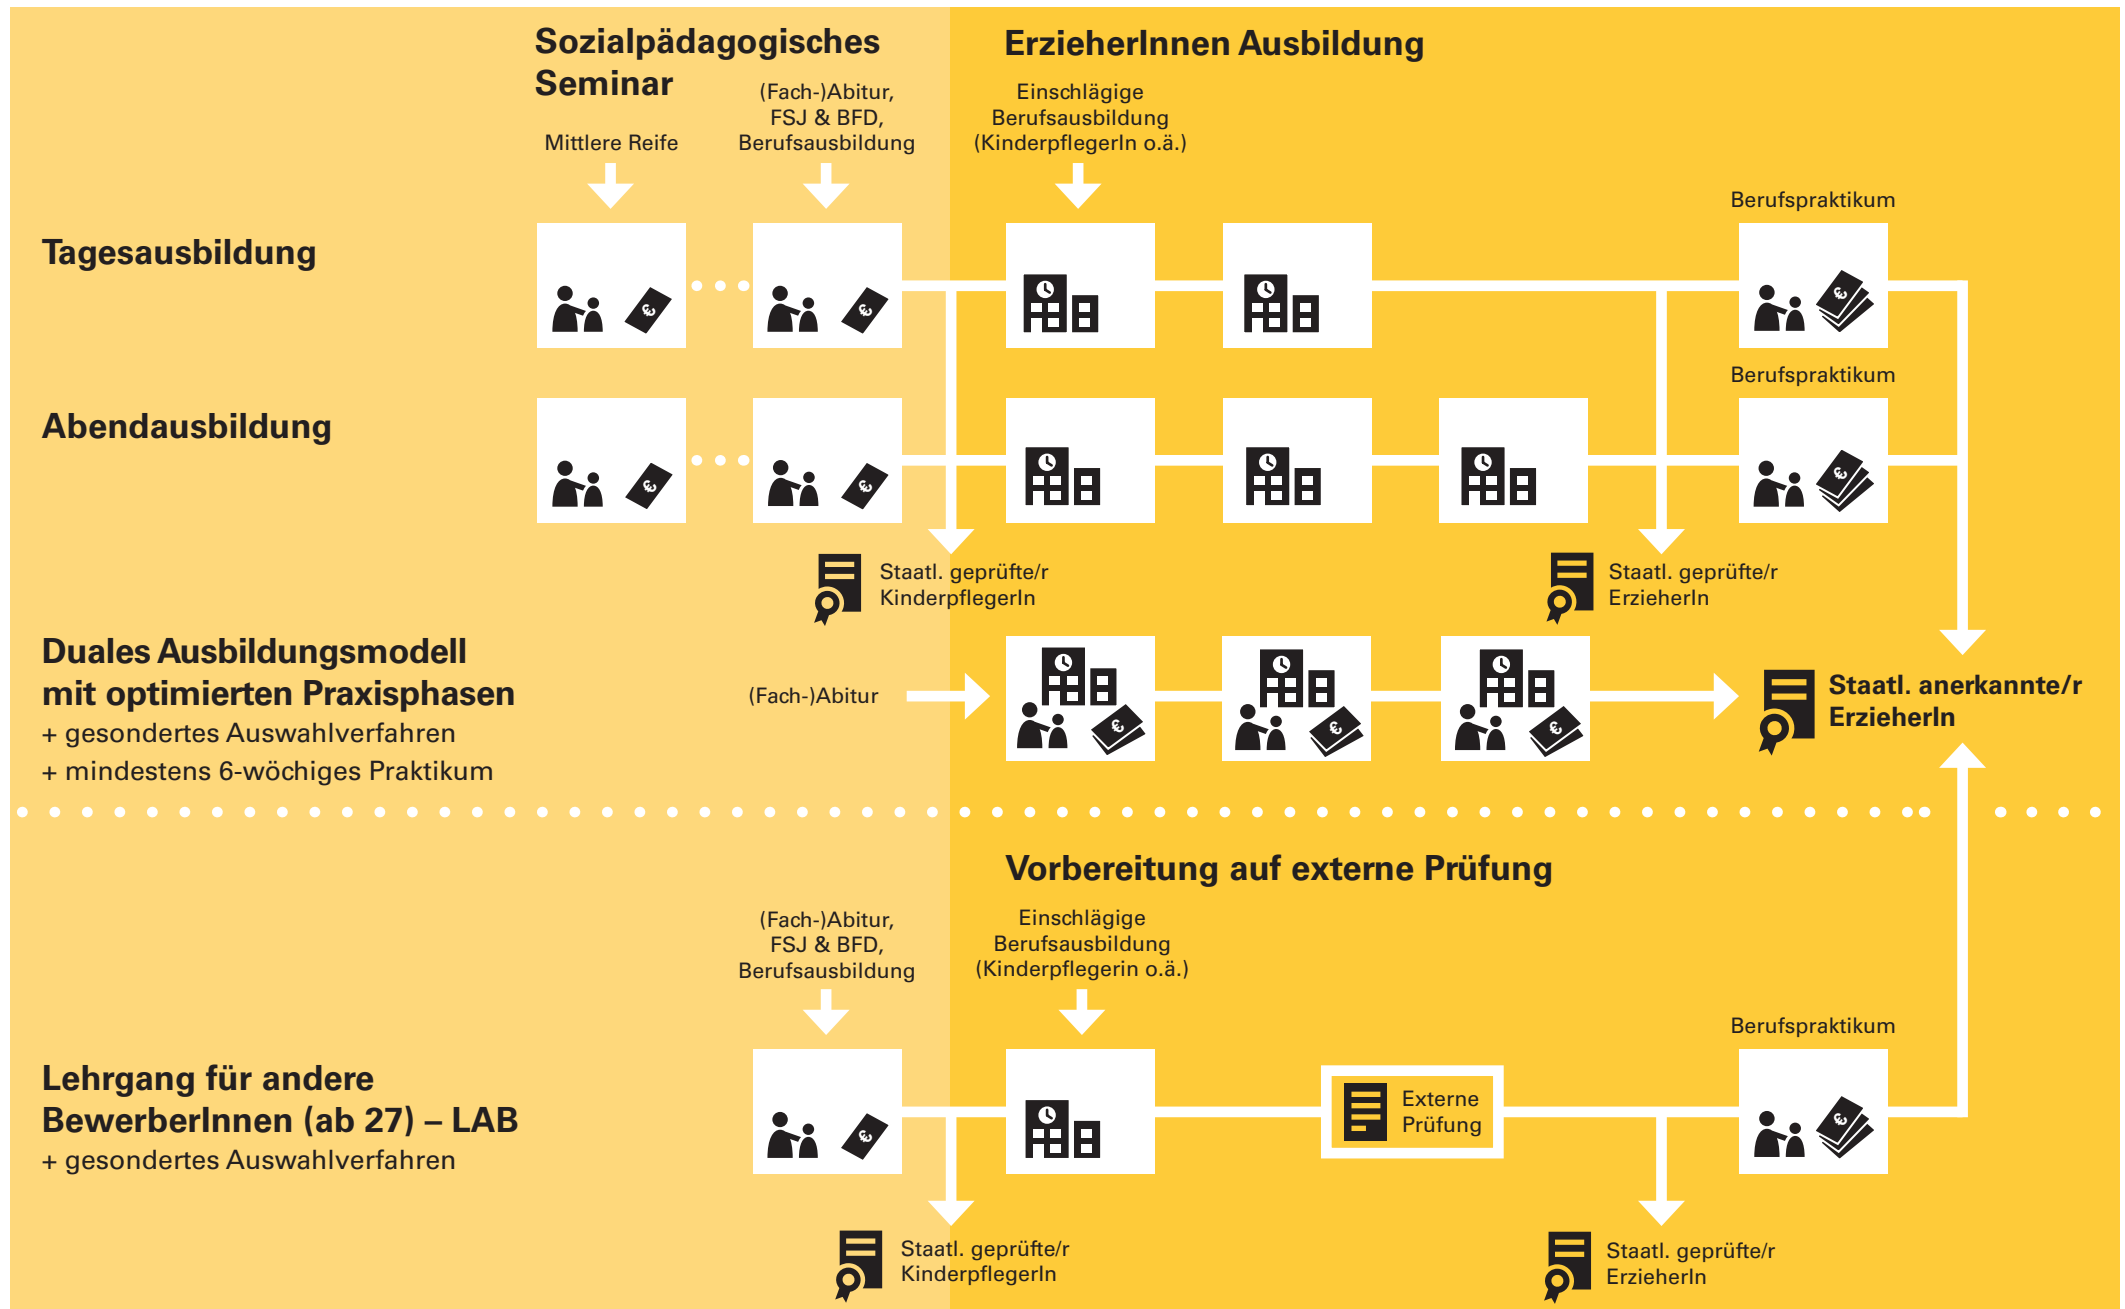 Sozialpädagogisches
Seminar
ErzieherInnen Ausbildung
Mittlere Reife
(Fach-)Abitur,
FSJ & BFD,
Berufsausbildung
Einschlägige
Berufsausbildung
(KinderpflegerIn o.ä.)
Tagesausbildung
Berufspraktikum
€
€
€
Abendausbildung
Berufspraktikum
€
€
€
Staatl. geprüfte/r
KinderpflegerIn
Staatl. geprüfte/r
ErzieherIn
Duales Ausbildungsmodell
mit optimierten Praxisphasen
+ gesondertes Auswahlverfahren
+ mindestens 6-wöchiges Praktikum
(Fach-)Abitur
€
€
€
Staatl. anerkannte/r
ErzieherIn
Vorbereitung auf externe Prüfung
(Fach-)Abitur,
FSJ & BFD,
Berufsausbildung
Einschlägige
Berufsausbildung
(Kinderpflegerin o.ä.)
Lehrgang für andere
BewerberInnen (ab 27) – LAB
+ gesondertes Auswahlverfahren
€
Externe
Prüfung
Berufspraktikum
€
Staatl. geprüfte/r
KinderpflegerIn
Staatl. geprüfte/r
ErzieherIn